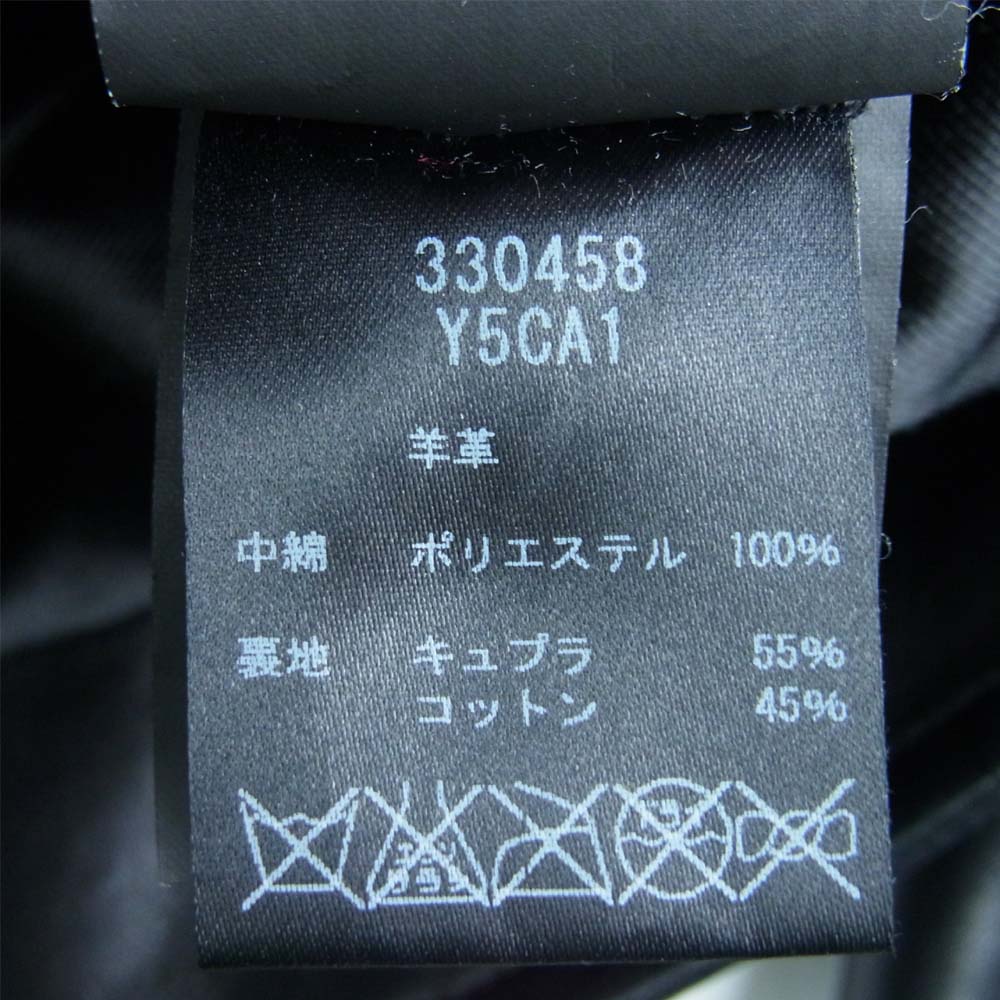 330458
Y5CA1
羊革
中綿 ポリエステル 100%
裏地 キュプラ 55%
コットン 45%